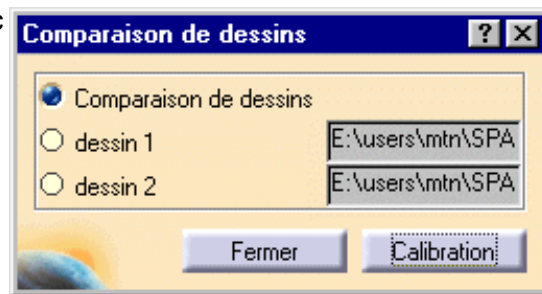 c
Comparaison de dessins ? X
Comparaison de dessins
dessin 1 E:\users\mtn\SPA
dessin 2 E:\users\mtn\SPA
Fermer Calibration